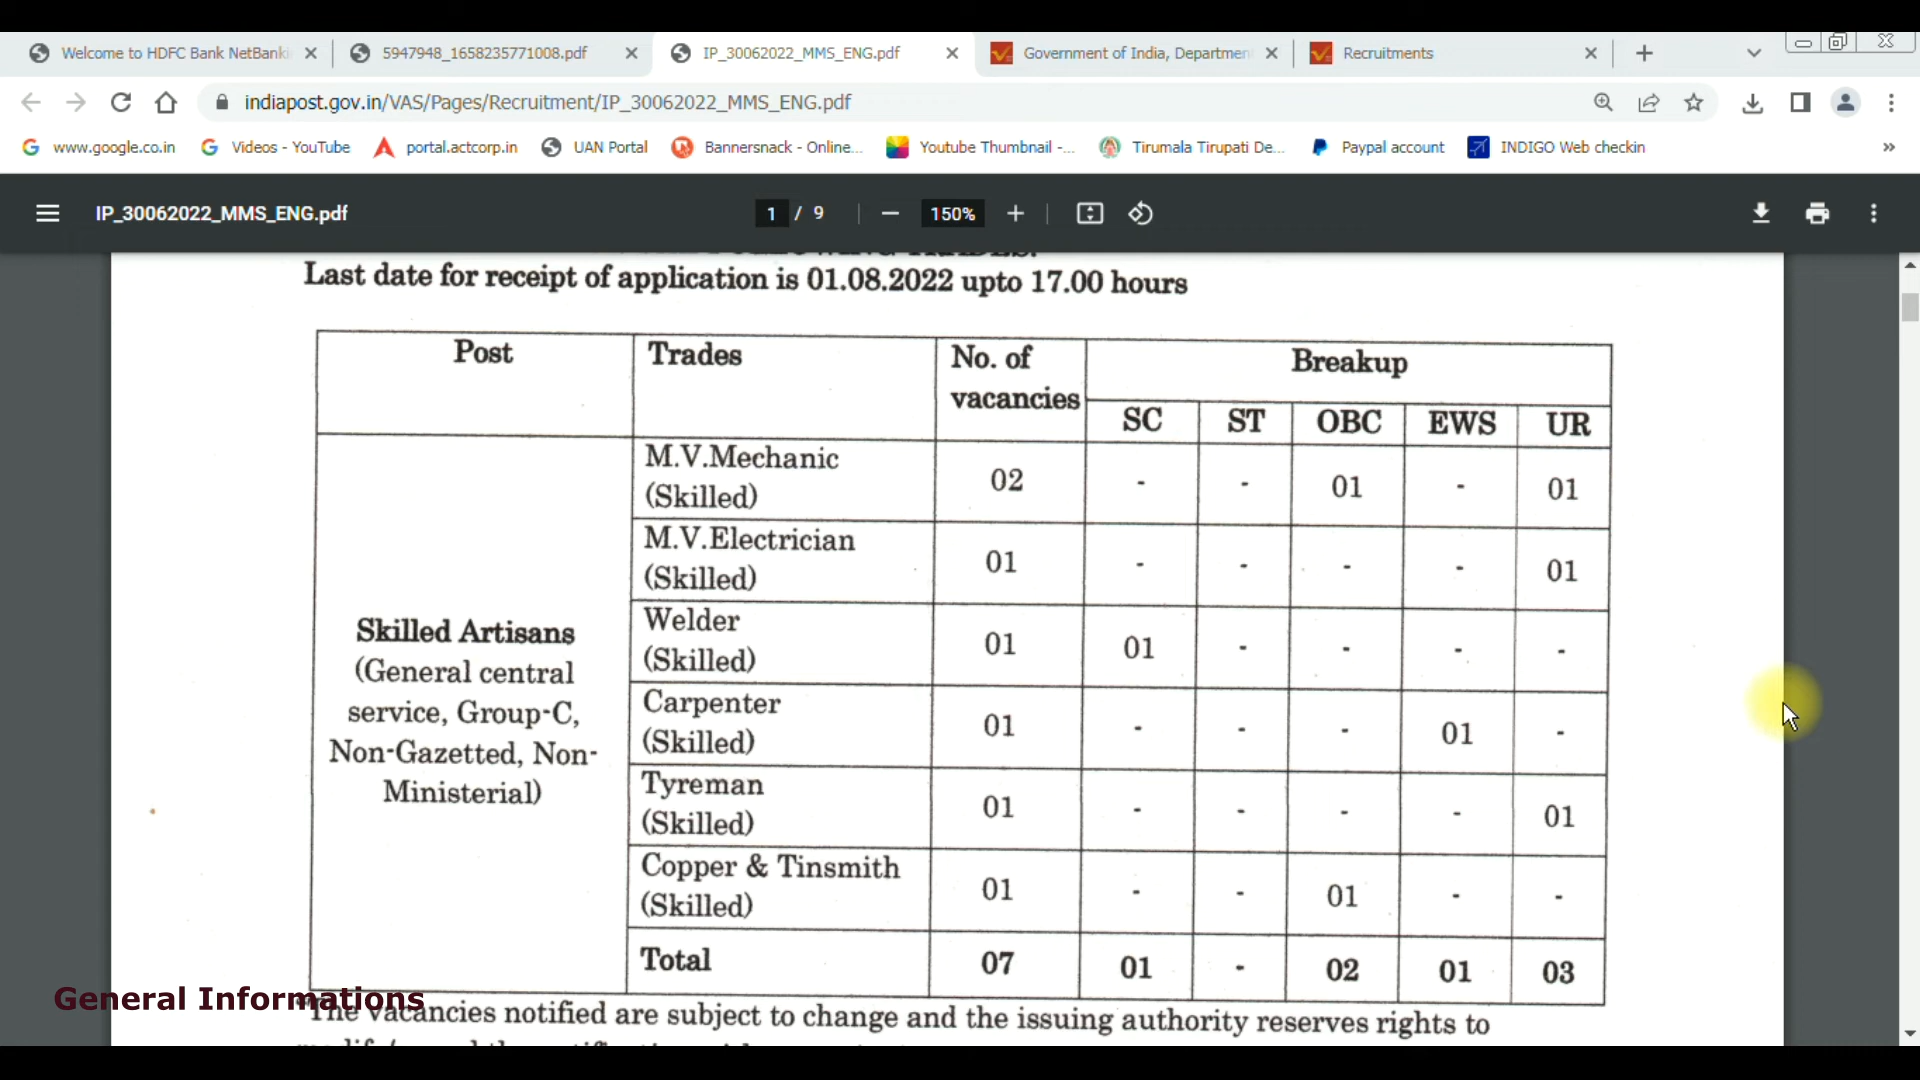 Welcome to HDFC Bank NetBanki
5947948_1658235771008.pdf
IP_30062022_MMS_ENG.pdf
Government of India, Departmen
Recruitments
indiapost.gov.in/VAS/Pages/Recruitment/IP_30062022_MMS_ENG.pdf
www.google.co.in
Videos - YouTube
portal.actcorp.in
UAN Portal
Bannersnack - Online...
Youtube Thumbnail -...
Tirumala Tirupati De...
Paypal account
INDIGO Web checkin
IP_30062022_MMS_ENG.pdf
1 / 9
150%
Last date for receipt of application is 01.08.2022 upto 17.00 hours
Post
Trades
No. of
vacancies
Breakup
SC ST OBC EWS UR
Skilled Artisans
(General central
service, Group-C,
Non-Gazetted, Non-
Ministerial)
M.V.Mechanic
(Skilled)
02 - - 01 - 01
M.V.Electrician
(Skilled)
01 - - - - 01
Welder
(Skilled)
01 01 - - - -
Carpenter
(Skilled)
01 - - - 01 -
Tyreman
(Skilled)
01 - - - - 01
Copper & Tinsmith
(Skilled)
01 - - 01 - -
Total 07 01 - 02 01 03
General Informations
The vacancies notified are subject to change and the issuing authority reserves rights to